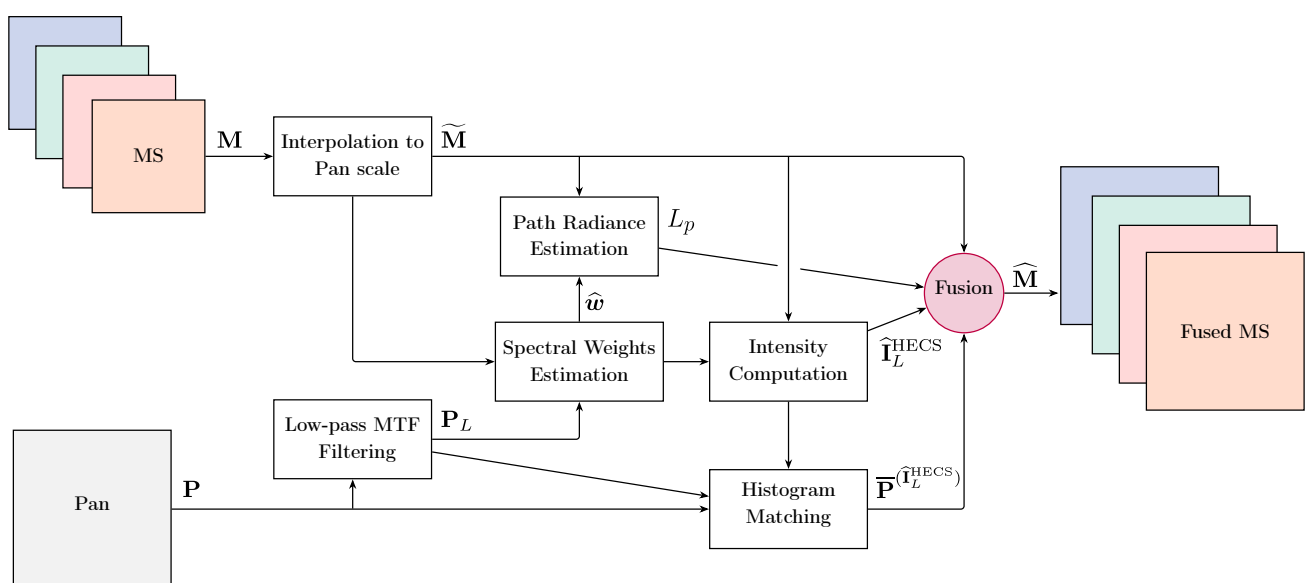 MS
M
Interpolation to
Pan scale
M̃
Path Radiance
Estimation
L_p
ŵ
Fusion
M̂
Fused MS
Spectral Weights
Estimation
Intensity
Computation
Î_L^HECS
Low-pass MTF
Filtering
P_L
Pan
P
Histogram
Matching
P̅^(Î_L^HECS)